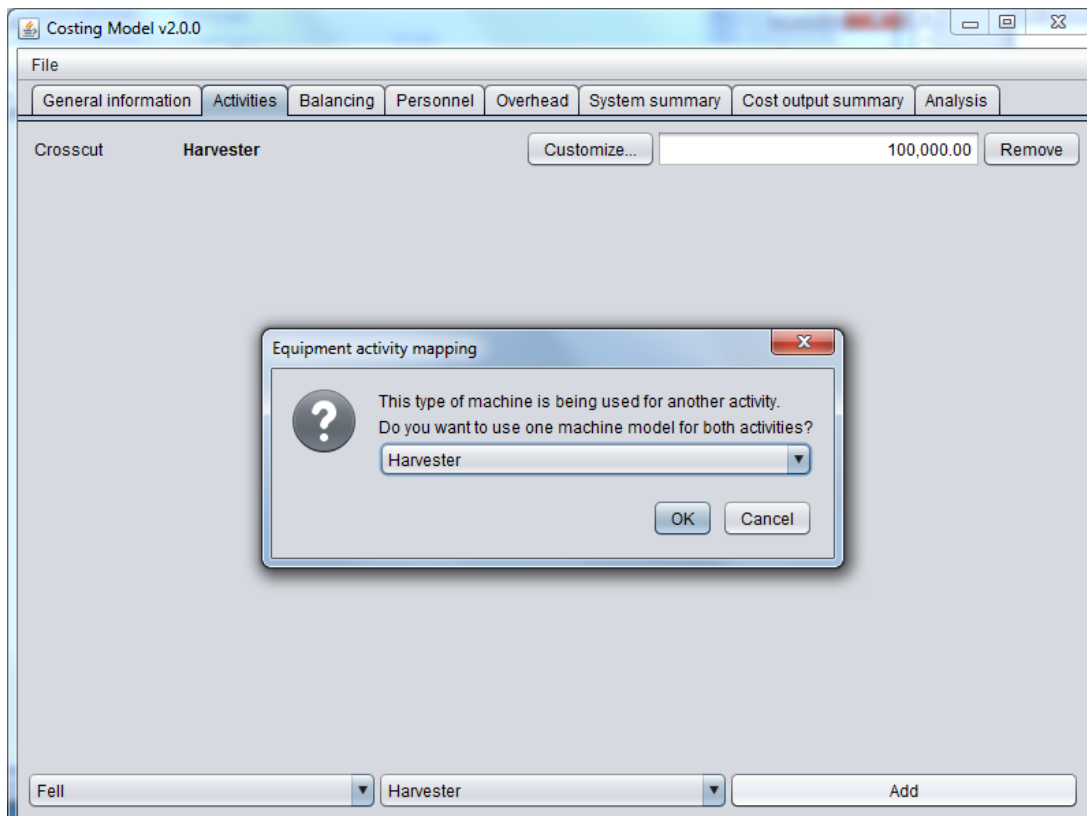 Costing Model v2.0.0
File
General information Activities Balancing Personnel Overhead System summary Cost output summary Analysis
Crosscut Harvester Customize... 100,000.00 Remove
Equipment activity mapping
This type of machine is being used for another activity.
Do you want to use one machine model for both activities?
Harvester
OK Cancel
Fell Harvester Add